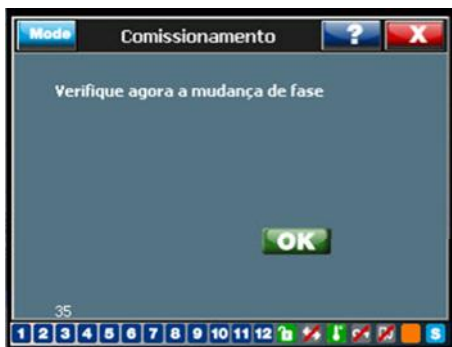 Mode Comissionamento ? X
Verifique agora a mudança de fase
OK
35
1 2 3 4 5 6 7 8 9 10 11 12 S